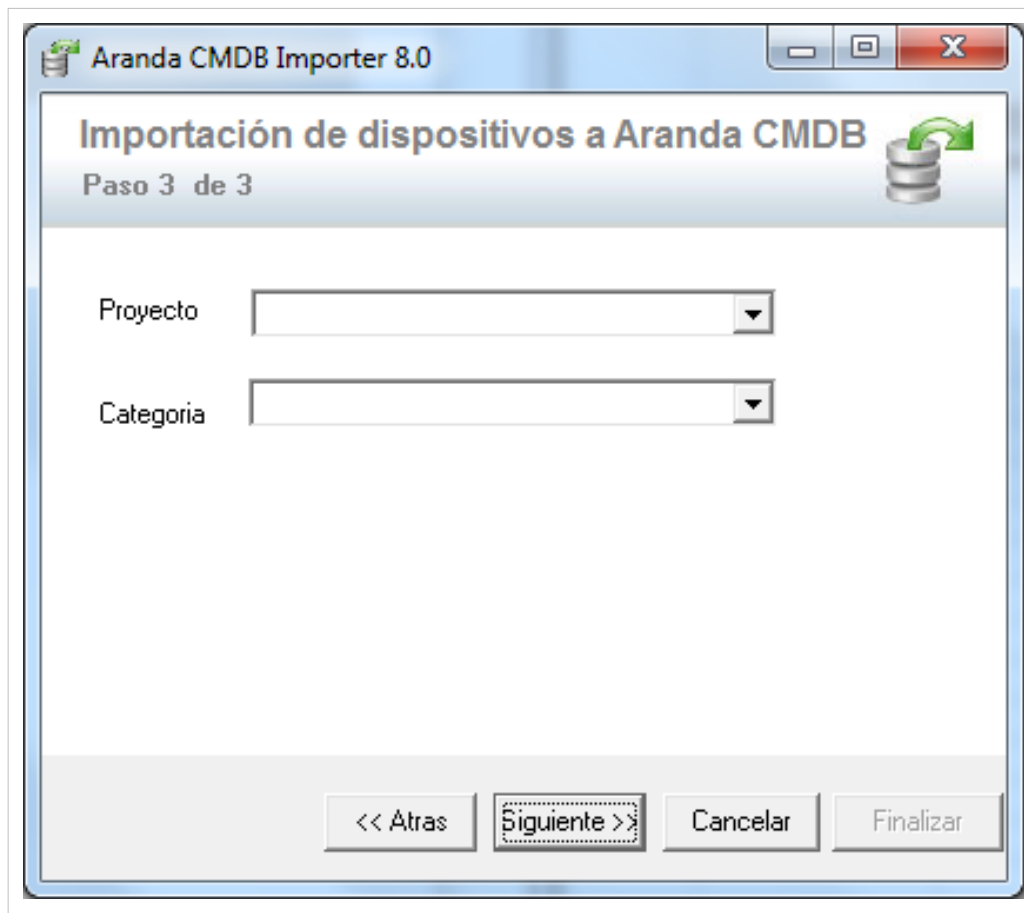 Aranda CMDB Importer 8.0
Importación de dispositivos a Aranda CMDB
Paso 3 de 3
Proyecto
Categoria
<< Atras
Siguiente >>
Cancelar
Finalizar